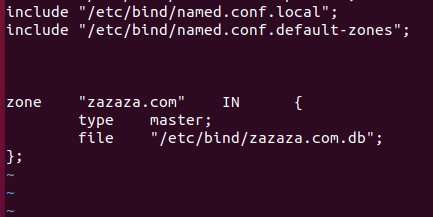 include "/etc/bind/named.conf.local";
include "/etc/bind/named.conf.default-zones";
zone    "zazaza.com"    IN      {
        type    master;
        file    "/etc/bind/zazaza.com.db";
};
~
~
~